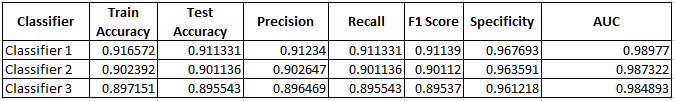 Classifier Train Accuracy Test Accuracy Precision Recall F1 Score Specificity AUC
Classifier 1 0.916572 0.911331 0.91234 0.911331 0.91139 0.967693 0.98977
Classifier 2 0.902392 0.901136 0.902647 0.901136 0.90112 0.963591 0.987322
Classifier 3 0.897151 0.895543 0.896469 0.895543 0.89537 0.961218 0.984893